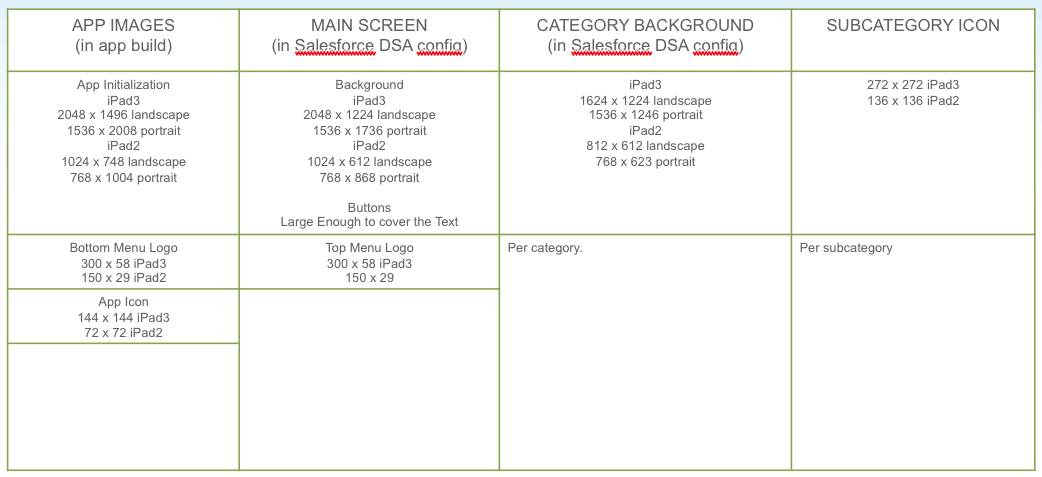 APP IMAGES
(in app build)
MAIN SCREEN
(in Salesforce DSA config)
CATEGORY BACKGROUND
(in Salesforce DSA config)
SUBCATEGORY ICON
App Initialization
iPad3
2048 x 1496 landscape
1536 x 2008 portrait
iPad2
1024 x 748 landscape
768 x 1004 portrait
Background
iPad3
2048 x 1224 landscape
1536 x 1736 portrait
iPad2
1024 x 612 landscape
768 x 868 portrait
Buttons
Large Enough to cover the Text
iPad3
1624 x 1224 landscape
1536 x 1246 portrait
iPad2
812 x 612 landscape
768 x 623 portrait
272 x 272 iPad3
136 x 136 iPad2
Bottom Menu Logo
300 x 58 iPad3
150 x 29 iPad2
Top Menu Logo
300 x 58 iPad3
150 x 29
Per category.
Per subcategory
App Icon
144 x 144 iPad3
72 x 72 iPad2